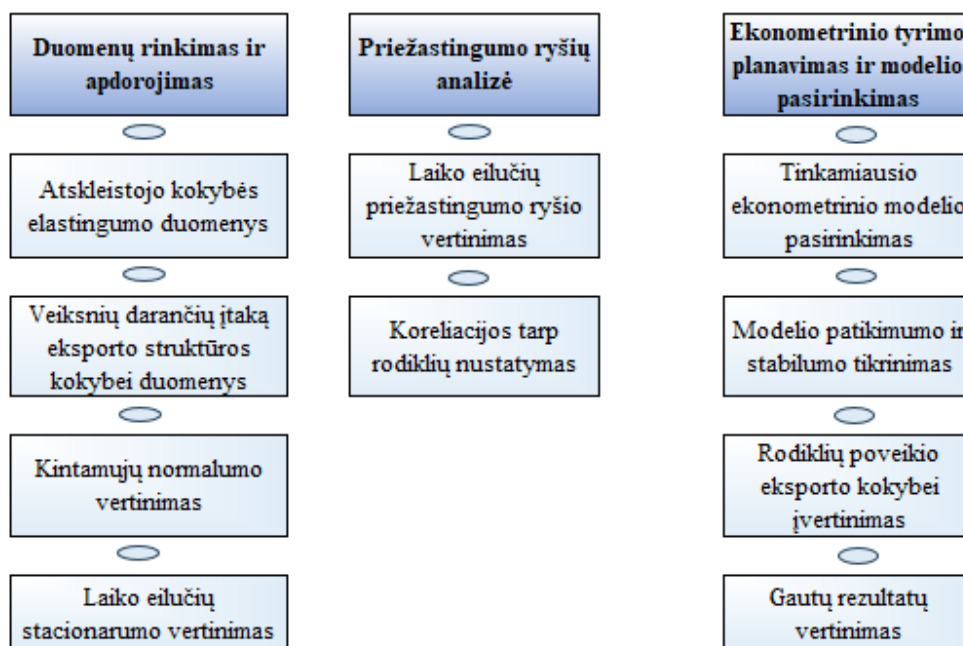 Duomenų rinkimas ir
apdorojimas
Atskleistojo kokybės
elastingumo duomenys
Veiksnių darančių įtaką
eksporto struktūros
kokybei duomenys
Kintamųjų normalumo
vertinimas
Laiko eilučių
stacionarumo vertinimas
Priežastingumo ryšių
analizė
Laiko eilučių
priežastingumo ryšio
vertinimas
Koreliacijos tarp
rodiklių nustatymas
Ekonometrinio tyrimo
planavimas ir modelio
pasirinkimas
Tinkamiausio
ekonometrinio modelio
pasirinkimas
Modelio patikimumo ir
stabilumo tikrinimas
Rodiklių poveikio
eksporto kokybei
įvertinimas
Gautų rezultatų
vertinimas